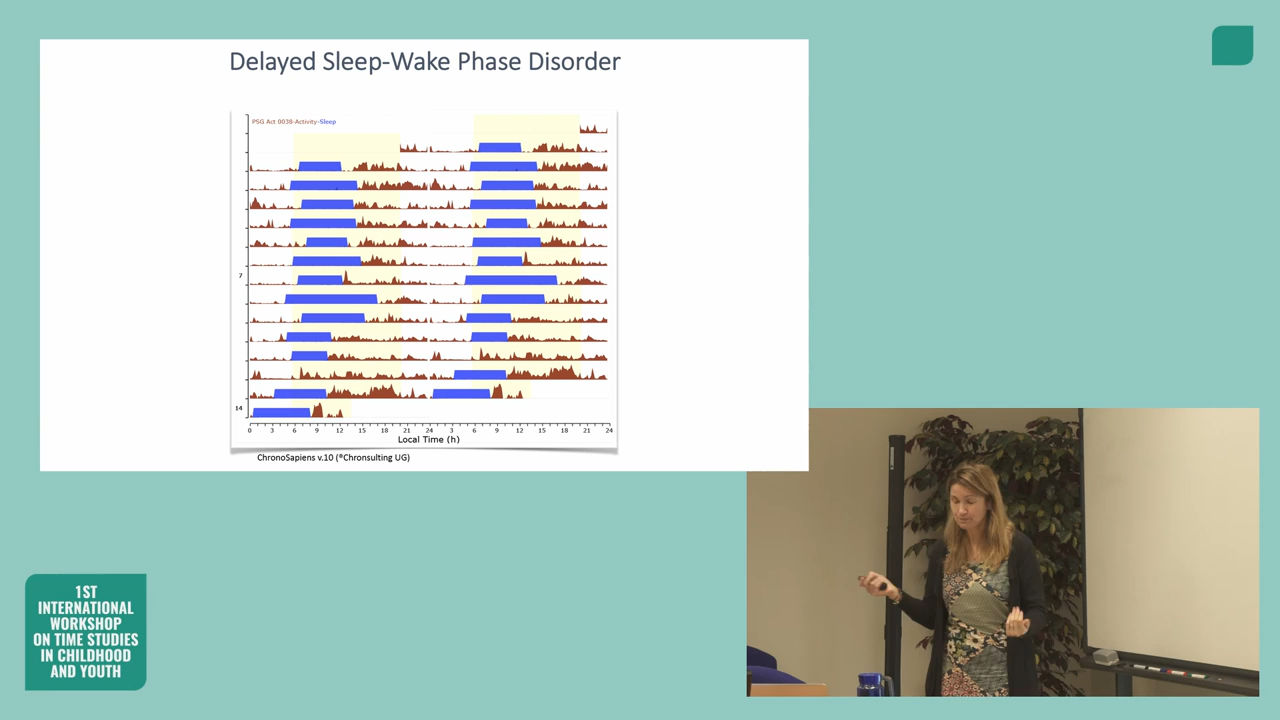 Delayed Sleep-Wake Phase Disorder
PSG Act 0038-Activity-Sleep
7
14
0 3 6 9 12 15 18 21 24 3 6 9 12 15 18 21 24
Local Time (h)
ChronoSapiens v.10 (®Chronsulting UG)
1ST
INTERNATIONAL
WORKSHOP
ON TIME STUDIES
IN CHILDHOOD
AND YOUTH